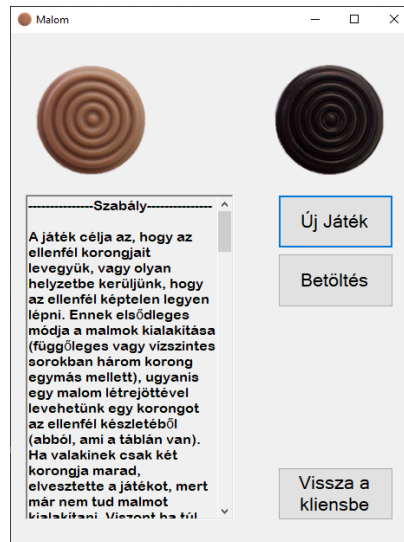 Malom
---------------Szabály---------------
A játék célja az, hogy az
ellenfél korongjait
levegyük, vagy olyan
helyzetbe kerüljünk, hogy
az ellenfél képtelen legyen
lépni. Ennek elsődleges
módja a malmok kialakítása
(függőleges vagy vízszintes
sorokban három korong
egymás mellett), ugyanis
egy malom létrejöttével
levehetünk egy korongot
az ellenfél készletéből
(abból, ami a táblán van).
Ha valakinek csak két
korongja marad,
elvesztette a játékot, mert
már nem tud malmot
kialakítani. Viszont ha túl
Új Játék
Betöltés
Vissza a
kliensbe